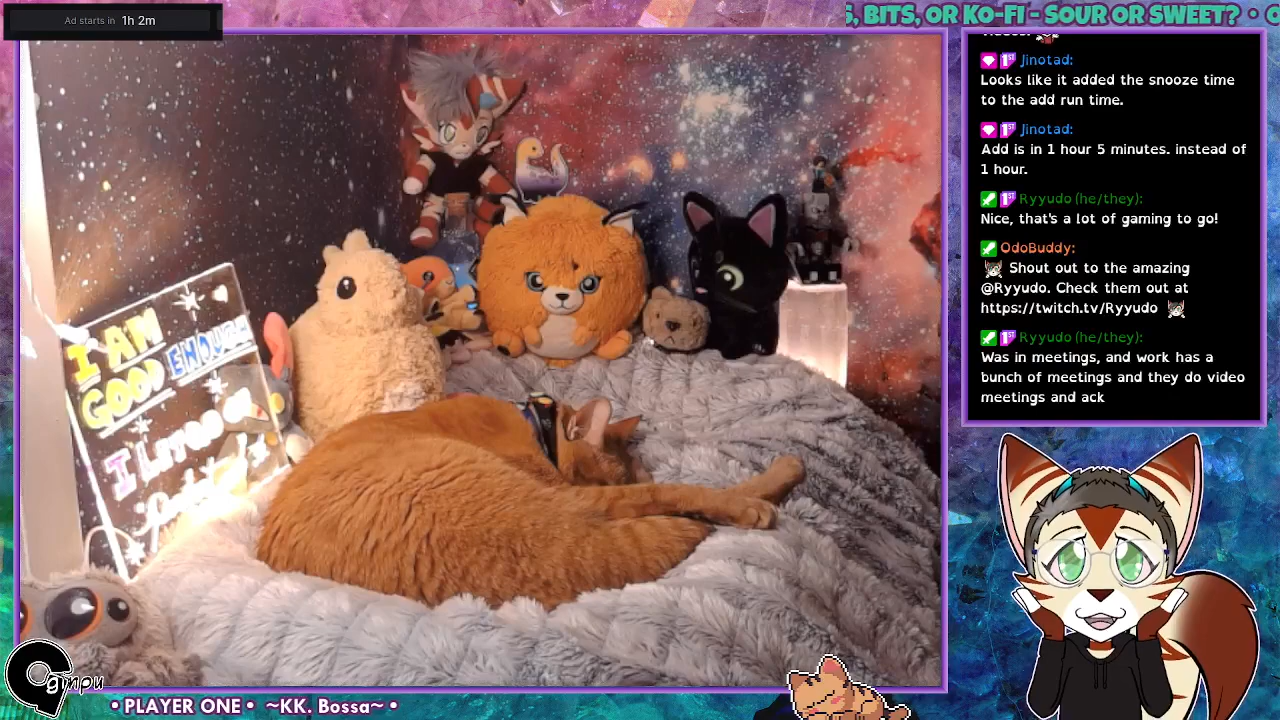 Ad starts in 1h 2m
S, BITS, OR KO-FI - SOUR OR SWEET? •
Jinotad:
Looks like it added the snooze time
to the add run time.
Jinotad:
Add is in 1 hour 5 minutes. instead of
1 hour.
Ryyudo (he/they):
Nice, that's a lot of gaming to go!
OdoBuddy:
Shout out to the amazing
@Ryyudo. Check them out at
https://twitch.tv/Ryyudo
Ryyudo (he/they):
Was in meetings, and work has a
bunch of meetings and they do video
meetings and ack
I AM
GOOD ENOUGH
ginpu
• PLAYER ONE • ~KK. Bossa~ •